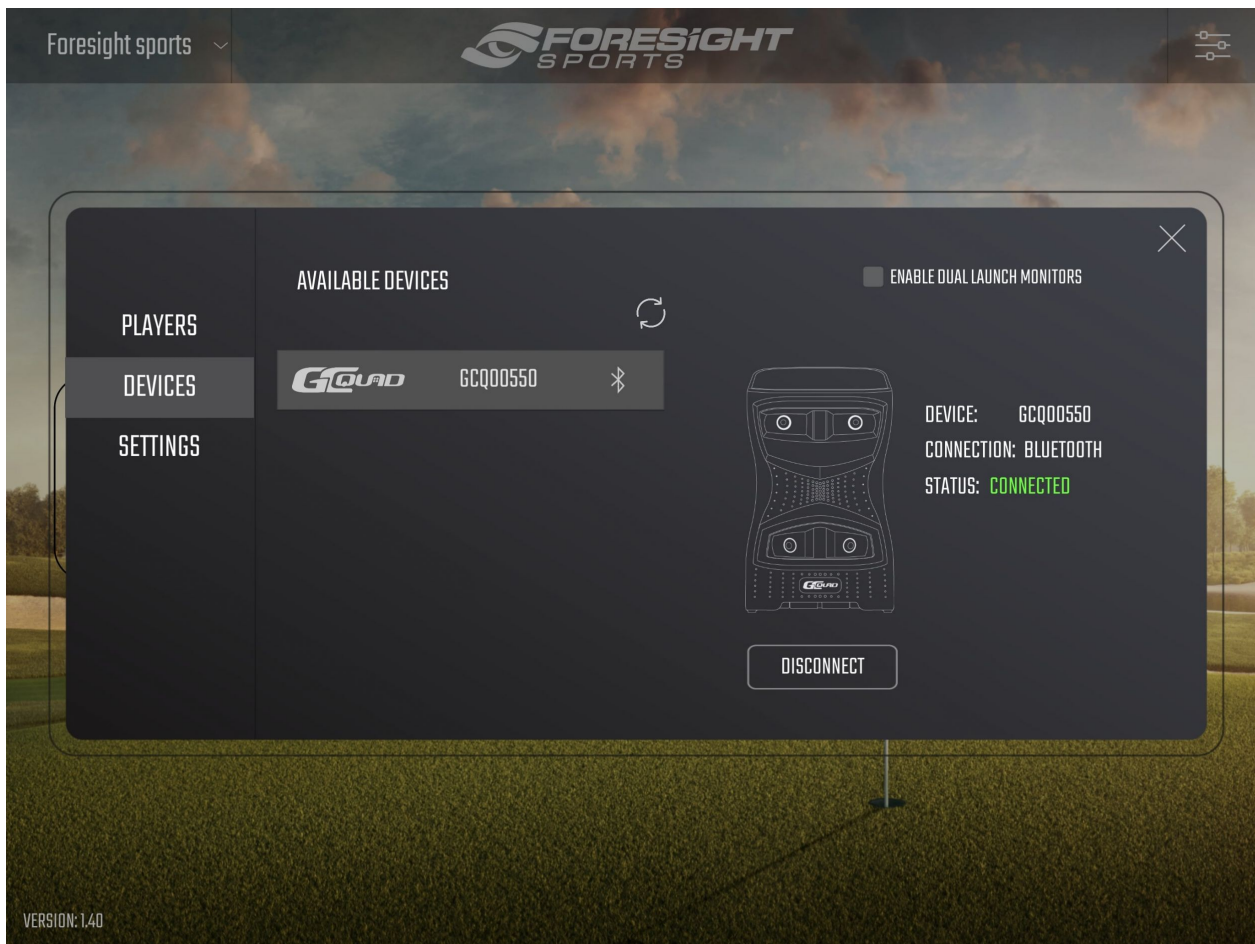 Foresight sports
FORESiGHT
SPORTS
AVAILABLE DEVICES
ENABLE DUAL LAUNCH MONITORS
PLAYERS
DEVICES
SETTINGS
GCQUAD GCQ00550
DEVICE: GCQ00550
CONNECTION: BLUETOOTH
STATUS: CONNECTED
GCQUAD
DISCONNECT
VERSION: 1.40